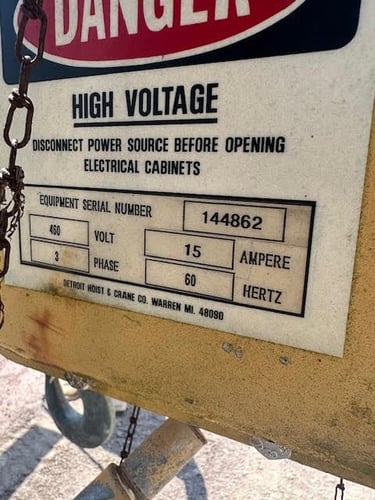 DANGER
HIGH VOLTAGE
DISCONNECT POWER SOURCE BEFORE OPENING
ELECTRICAL CABINETS
EQUIPMENT SERIAL NUMBER 144862
460 VOLT 15 AMPERE
3 PHASE 60 HERTZ
DETROIT HOIST & CRANE CO. WARREN MI. 48090